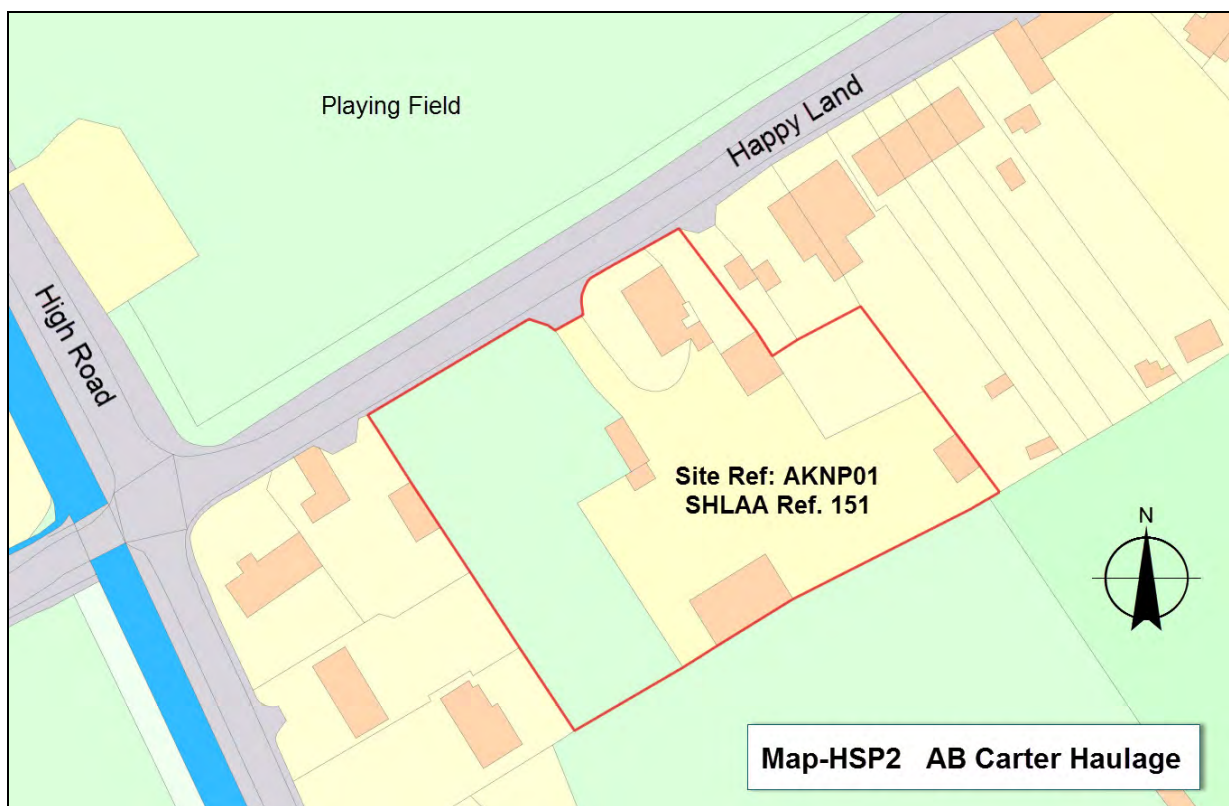 Playing Field
Happy Land
High Road
Site Ref: AKNP01
SHLAA Ref. 151
N
Map-HSP2 AB Carter Haulage